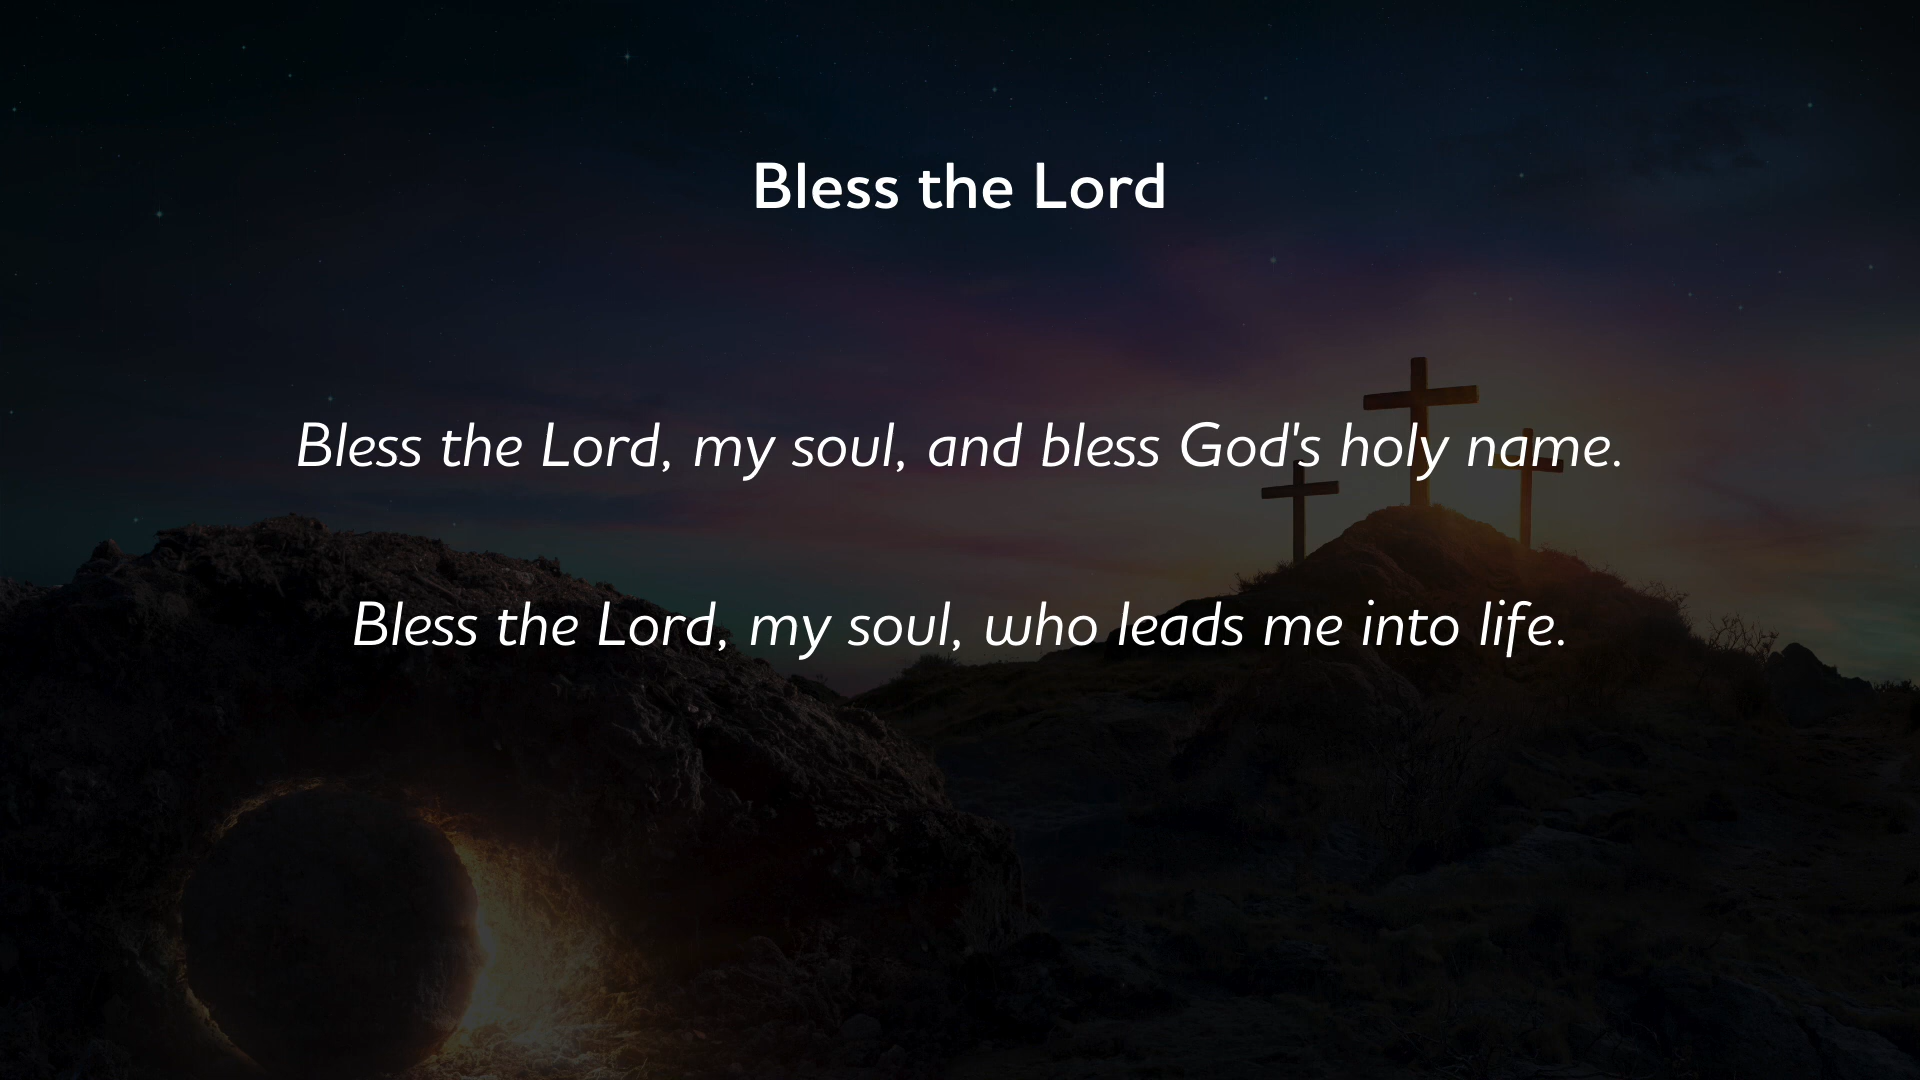 Bless the Lord
Bless the Lord, my soul, and bless God's holy name.
Bless the Lord, my soul, who leads me into life.